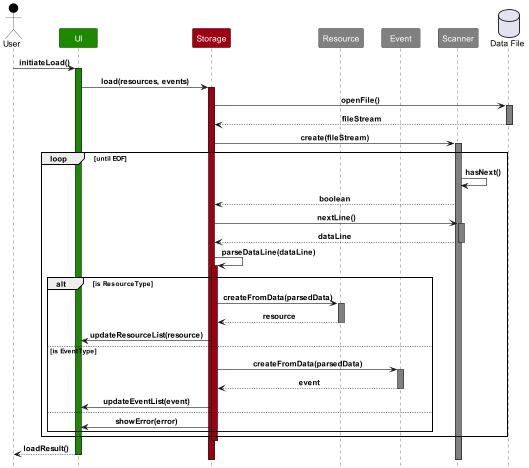 User
UI
Storage
Resource
Event
Scanner
Data File
initiateLoad()
load(resources, events)
openFile()
fileStream
create(fileStream)
loop [until EOF]
hasNext()
boolean
nextLine()
dataLine
parseDataLine(dataLine)
alt [is ResourceType]
createFromData(parsedData)
resource
updateResourceList(resource)
[is EventType]
createFromData(parsedData)
event
updateEventList(event)
showError(error)
loadResult()